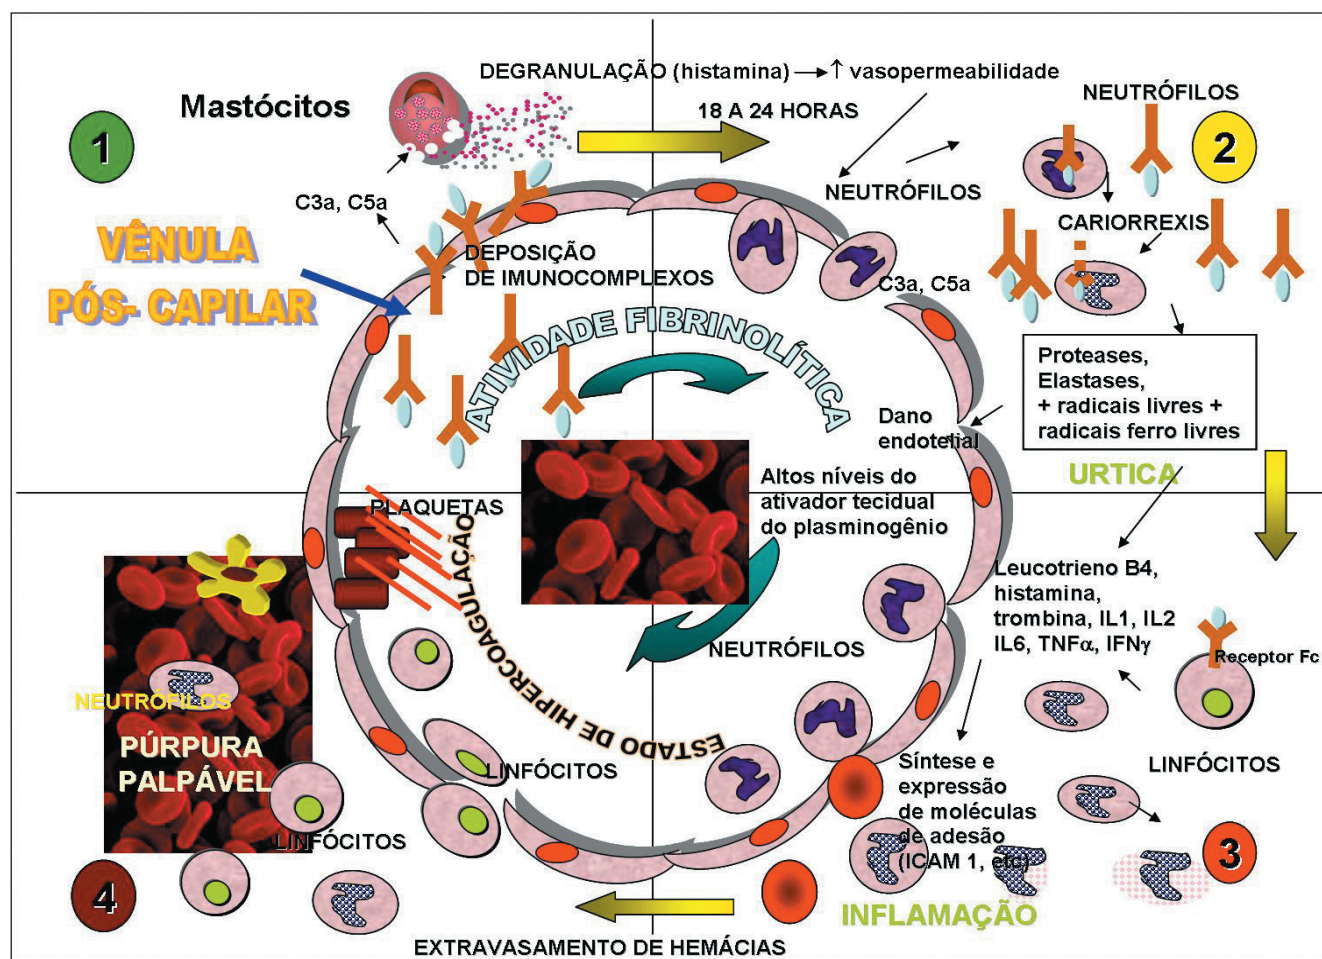 DEGRANULAÇÃO (histamina) → ↑ vasopermeabilidade
Mastócitos
18 A 24 HORAS
1
C3a, C5a
VÊNULA
PÓS- CAPILAR
DEPOSIÇÃO
DE IMUNOCOMPLEXOS
ATIVIDADE FIBRINOLÍTICA
NEUTRÓFILOS
NEUTRÓFILOS
2
CARIORREXIS
C3a, C5a
Proteases,
Elastases,
+ radicais livres +
radicais ferro livres
Dano
endotelial
URTICA
Altos níveis do
ativador tecidual
do plasminogênio
Leucotrieno B4,
histamina,
trombina, IL1, IL2
IL6, TNFα, IFNγ
Receptor Fc
NEUTRÓFILOS
LINFÓCITOS
Síntese e
expressão
de moléculas
de adesão
(ICAM 1, etc)
3
INFLAMAÇÃO
EXTRAVASAMENTO DE HEMÁCIAS
PLAQUETAS
ESTADO DE HIPERCOAGULAÇÃO
LINFÓCITOS
NEUTRÓFILOS
PÚRPURA
PALPÁVEL
LINFÓCITOS
4